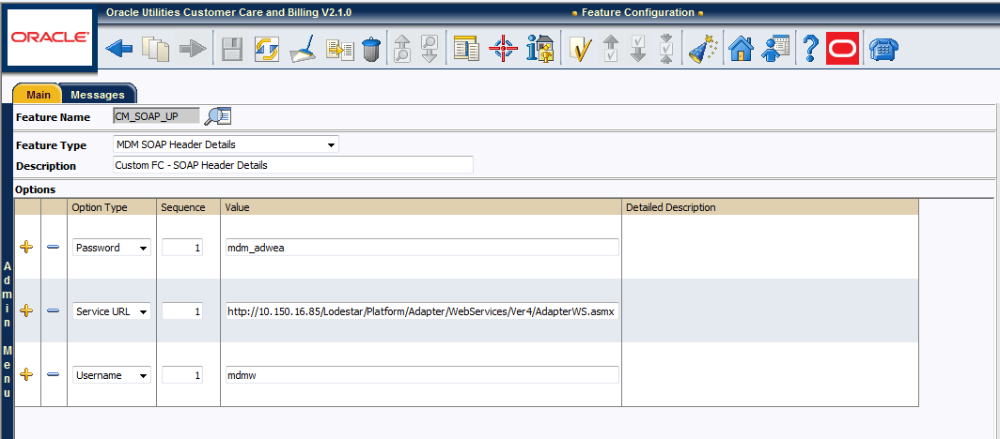 Oracle Utilities Customer Care and Billing V2.1.0
Feature Configuration
ORACLE
Main
Messages
Feature Name CM_SOAP_UP
Feature Type MDM SOAP Header Details
Description Custom FC - SOAP Header Details
Options
Option Type Sequence Value Detailed Description
Password 1 mdm_adwea
Service URL 1 http://10.150.16.85/Lodestar/Platform/Adapter/WebServices/Ver4/AdapterWS.asmx
Username 1 mdmw
Admin Menu